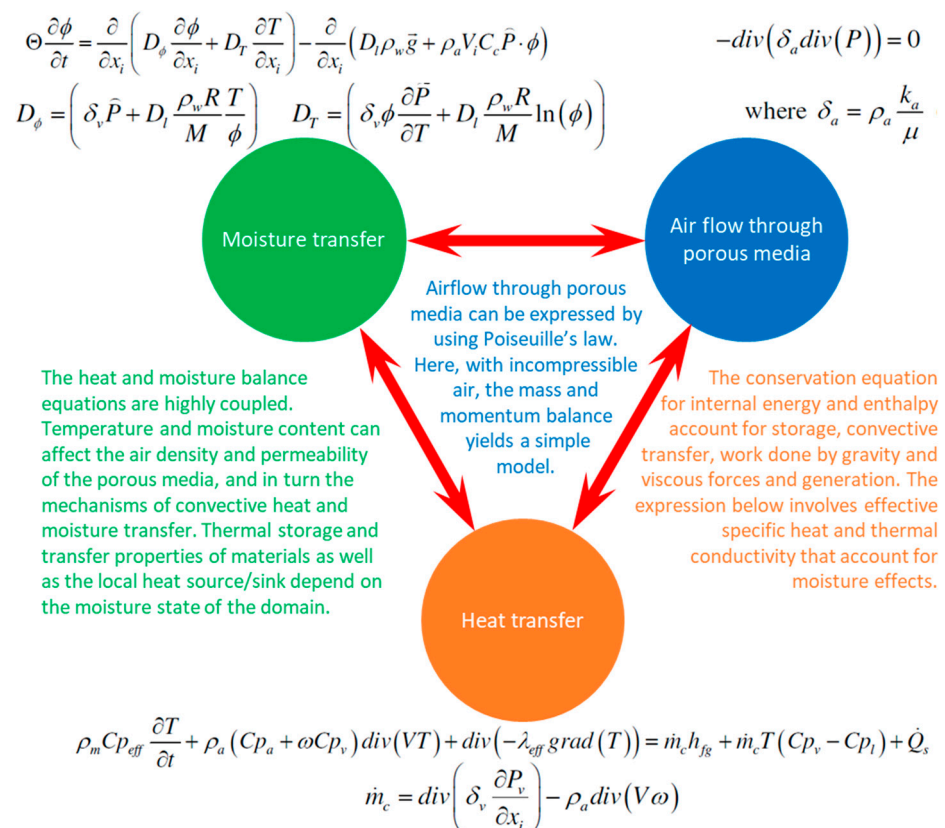 Θ ∂ϕ/∂t = ∂/∂x_i (D_ϕ ∂ϕ/∂x_i + D_T ∂T/∂x_i) − ∂/∂x_i (D_l ρ_w g⃗ + ρ_a V_i C_c P̂ · ϕ)
−div(δ_a div(P)) = 0
D_ϕ = (δ_v P̂ + D_l (ρ_w R/M) (T/ϕ))
D_T = (δ_v ϕ ∂P̂/∂T + D_l (ρ_w R/M) ln(ϕ))
where δ_a = ρ_a k_a/μ
Moisture transfer
Air flow through
porous media
Airflow through porous
media can be expressed by
using Poiseuille’s law.
Here, with incompressible
air, the mass and
momentum balance
yields a simple
model.
The heat and moisture balance
equations are highly coupled.
Temperature and moisture content can
affect the air density and permeability
of the porous media, and in turn the
mechanisms of convective heat and
moisture transfer. Thermal storage and
transfer properties of materials as well
as the local heat source/sink depend on
the moisture state of the domain.
The conservation equation
for internal energy and enthalpy
account for storage, convective
transfer, work done by gravity and
viscous forces and generation. The
expression below involves effective
specific heat and thermal
conductivity that account for
moisture effects.
Heat transfer
ρ_m Cp_eff ∂T/∂t + ρ_a (Cp_a + ωCp_v) div(VT) + div(−λ_eff grad(T)) = ṁ_c h_fg + ṁ_c T(Cp_v − Cp_l) + Q̇_s
ṁ_c = div(δ_v ∂P_v/∂x_i) − ρ_a div(Vω)